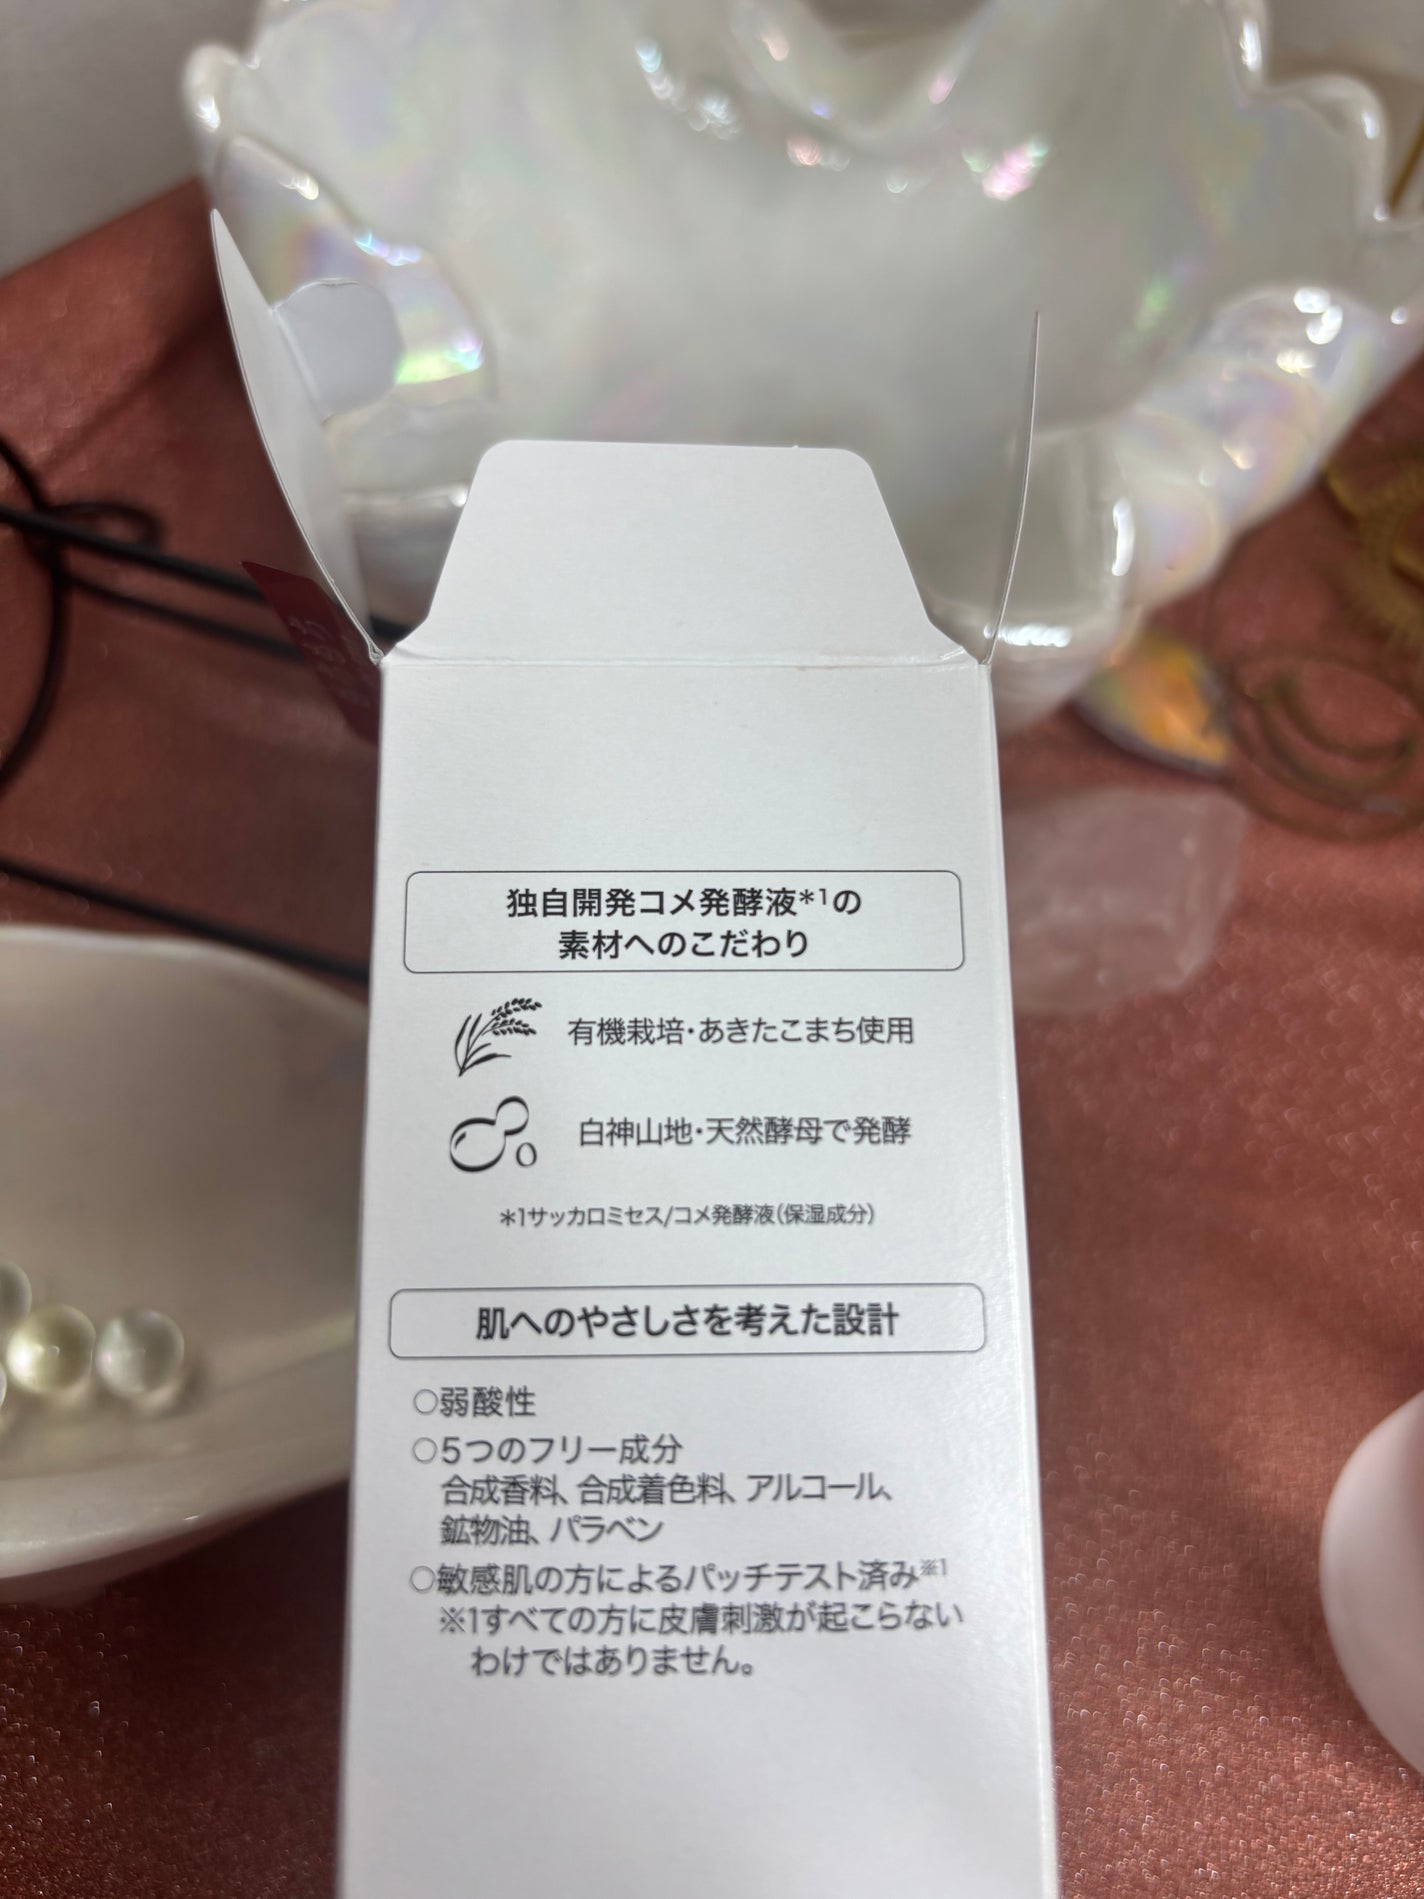 独自開発コメ発酵液*1の
素材へのこだわり
有機栽培・あきたこまち使用
白神山地・天然酵母で発酵
*1サッカロミセス/コメ発酵液(保湿成分)
肌へのやさしさを考えた設計
○弱酸性
○5つのフリー成分
合成香料、合成着色料、アルコール、
鉱物油、パラベン
○敏感肌の方によるパッチテスト済み※1
※1すべての方に皮膚刺激が起こらない
わけではありません。